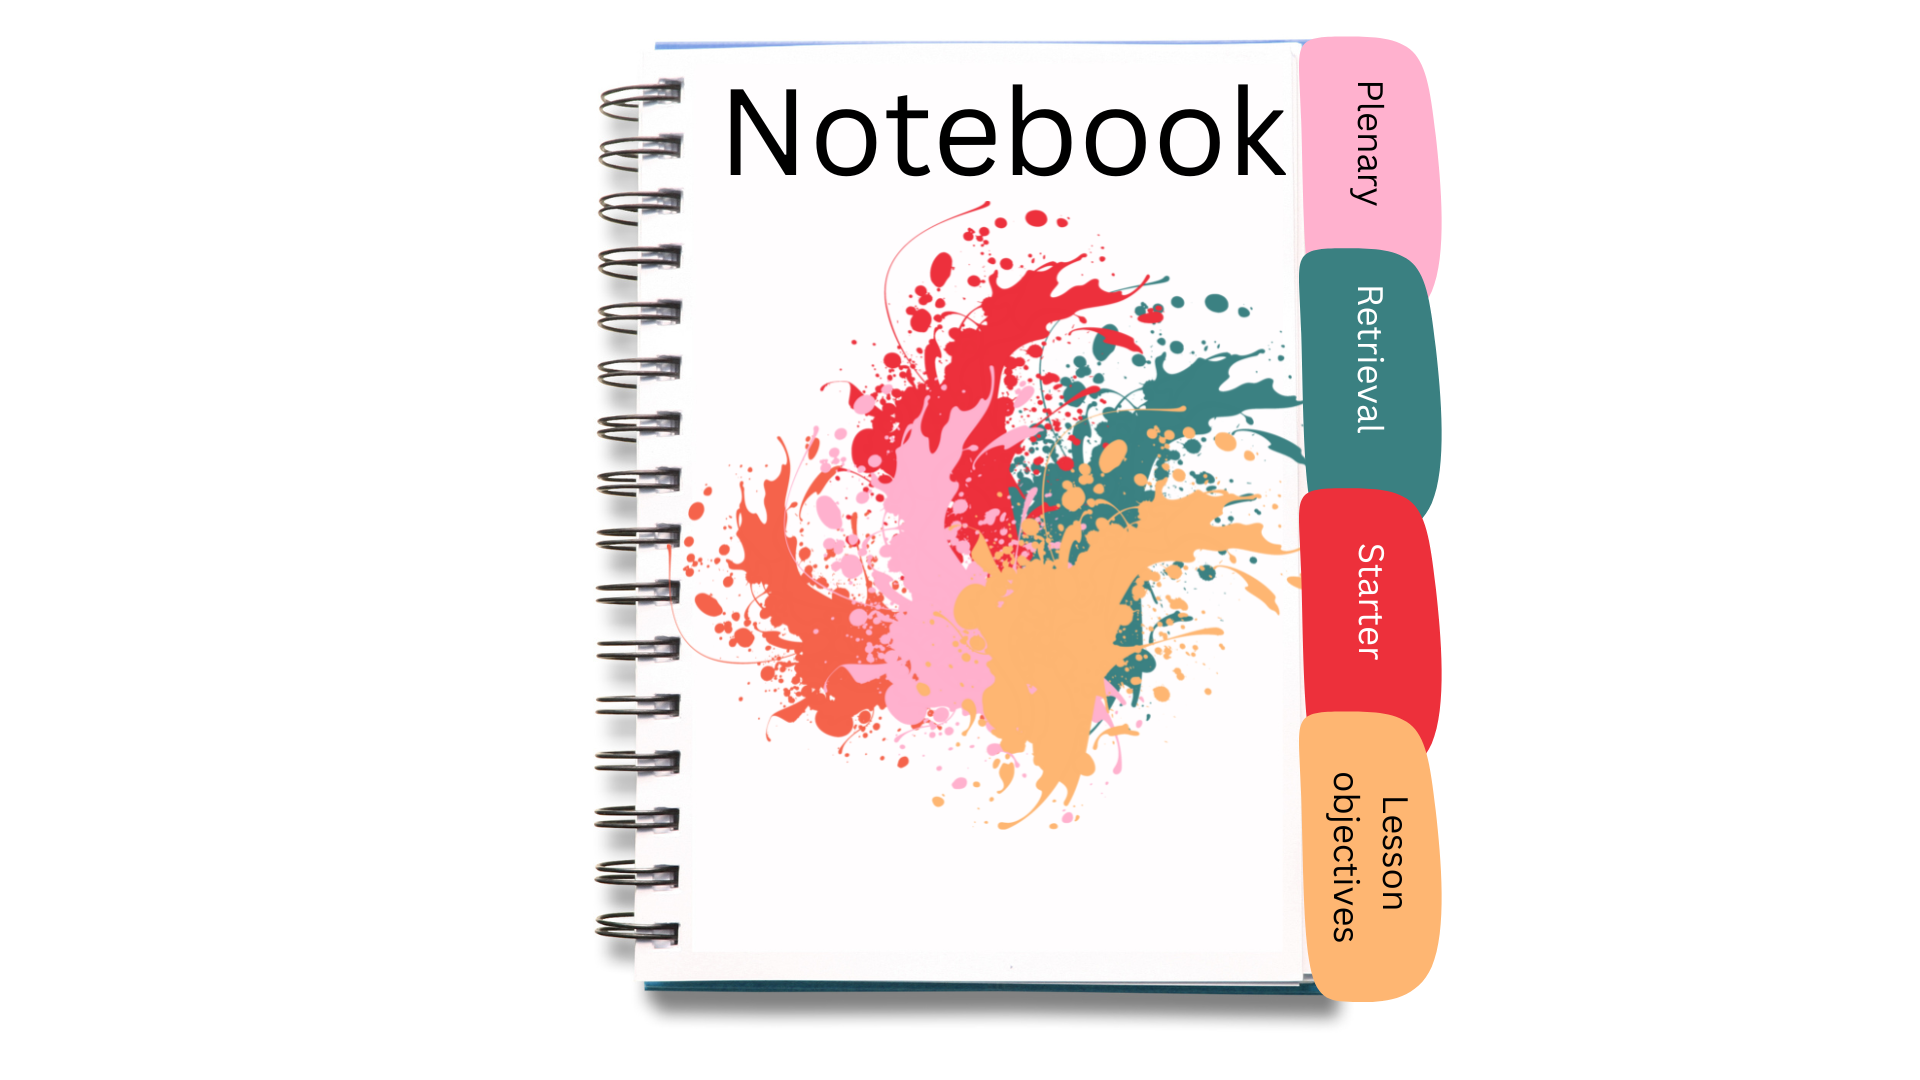 Notebook
Plenary
Retrieval
Starter
Lesson
objectives